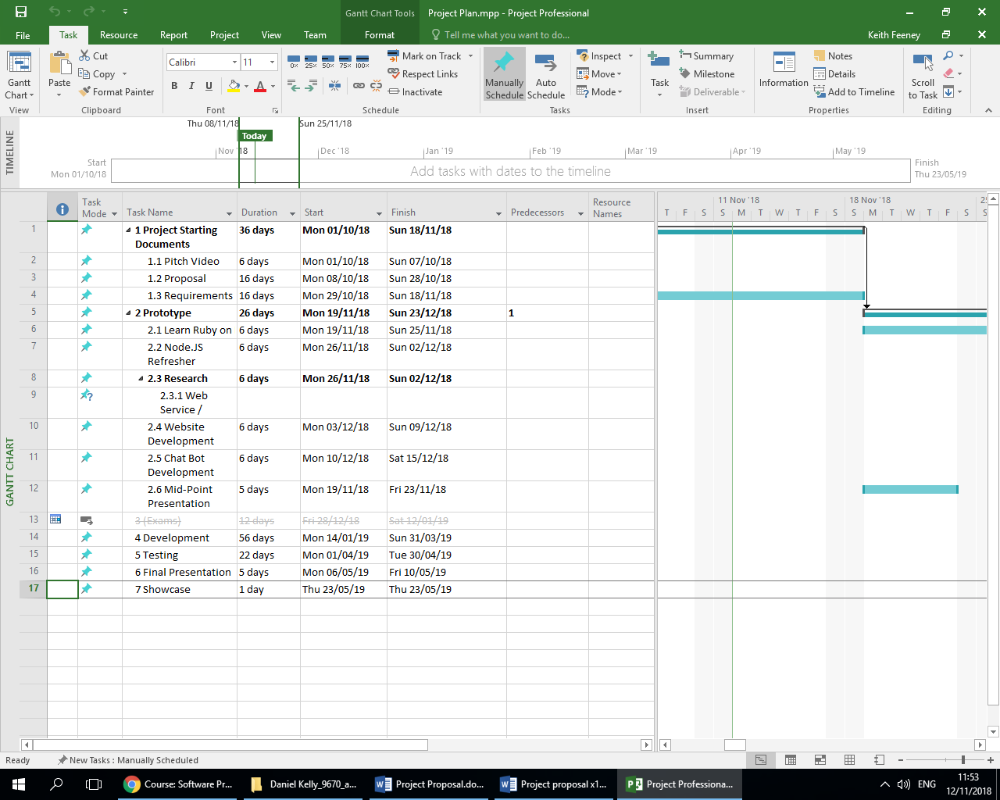 Gantt Chart Tools
Project Plan.mpp - Project Professional
File Task Resource Report Project View Team Format Tell me what you want to do... Keith Feeney
Gantt Chart
View
Paste
Cut
Copy
Format Painter
Clipboard
Calibri 11
B I U A
Font
0% 25% 50% 75% 100%
Mark on Track
Respect Links
Inactivate
Schedule
Manually Schedule
Auto Schedule
Inspect
Move
Mode
Tasks
Task
Summary
Milestone
Deliverable
Insert
Information
Notes
Details
Add to Timeline
Properties
Scroll to Task
Editing
TIMELINE
Thu 08/11/18 Sun 25/11/18
Today
Nov '18 Dec '18 Jan '19 Feb '19 Mar '19 Apr '19 May '19
Start
Mon 01/10/18
Add tasks with dates to the timeline
Finish
Thu 23/05/19
GANTT CHART
Task Mode Task Name Duration Start Finish Predecessors Resource Names
11 Nov '18 18 Nov '18
T F S S M T W T F S S M T W T F S S
1 1 Project Starting Documents 36 days Mon 01/10/18 Sun 18/11/18
2 1.1 Pitch Video 6 days Mon 01/10/18 Sun 07/10/18
3 1.2 Proposal 16 days Mon 08/10/18 Sun 28/10/18
4 1.3 Requirements 16 days Mon 29/10/18 Sun 18/11/18
5 2 Prototype 26 days Mon 19/11/18 Sun 23/12/18 1
6 2.1 Learn Ruby on 6 days Mon 19/11/18 Sun 25/11/18
7 2.2 Node.JS Refresher 6 days Mon 26/11/18 Sun 02/12/18
8 2.3 Research 6 days Mon 26/11/18 Sun 02/12/18
9 2.3.1 Web Service /
10 2.4 Website Development 6 days Mon 03/12/18 Sun 09/12/18
11 2.5 Chat Bot Development 6 days Mon 10/12/18 Sat 15/12/18
12 2.6 Mid-Point Presentation 5 days Mon 19/11/18 Fri 23/11/18
13 3 (Exams) 12 days Fri 28/12/18 Sat 12/01/19
14 4 Development 56 days Mon 14/01/19 Sun 31/03/19
15 5 Testing 22 days Mon 01/04/19 Tue 30/04/19
16 6 Final Presentation 5 days Mon 06/05/19 Fri 10/05/19
17 7 Showcase 1 day Thu 23/05/19 Thu 23/05/19
Ready New Tasks : Manually Scheduled
Course: Software Pr... Daniel Kelly_9670_a... Project Proposal.do... Project proposal x1... Project Professiona...
ENG
11:53
12/11/2018